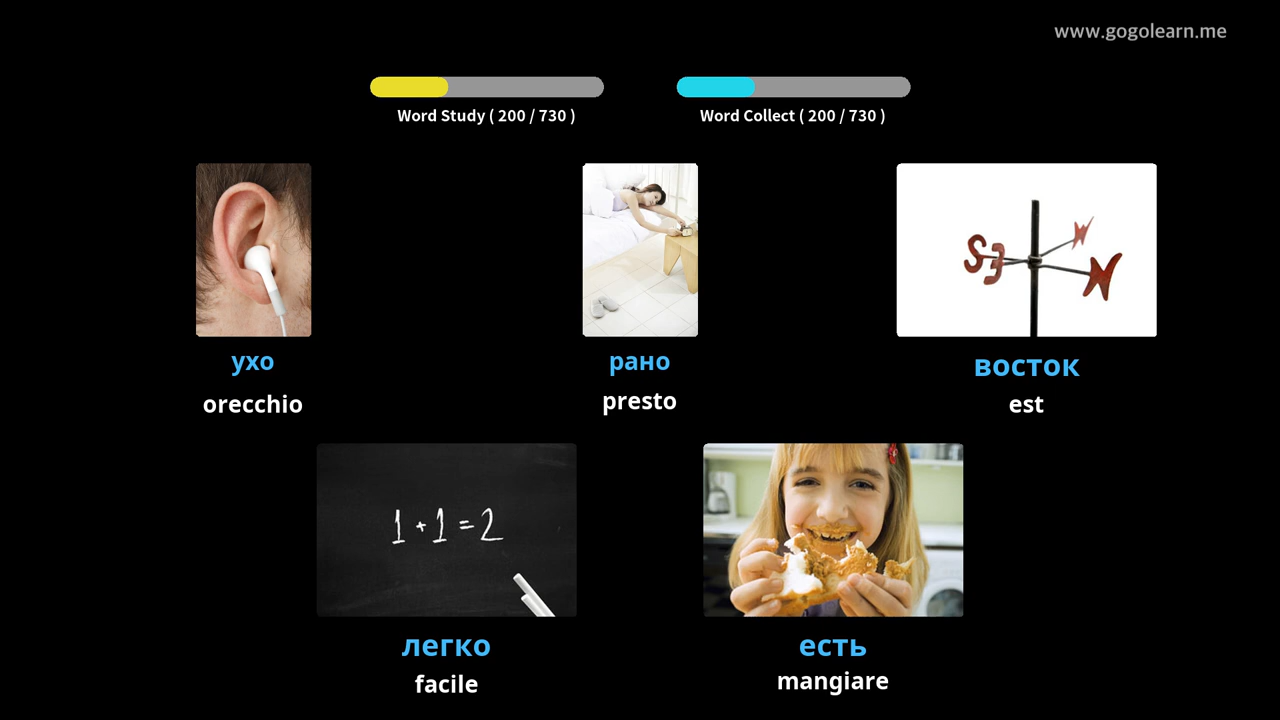 www.gogolearn.me
Word Study ( 200 / 730 )
Word Collect ( 200 / 730 )
ухо
orecchio
рано
presto
восток
est
S
E
N
1 + 1 = 2
легко
facile
есть
mangiare